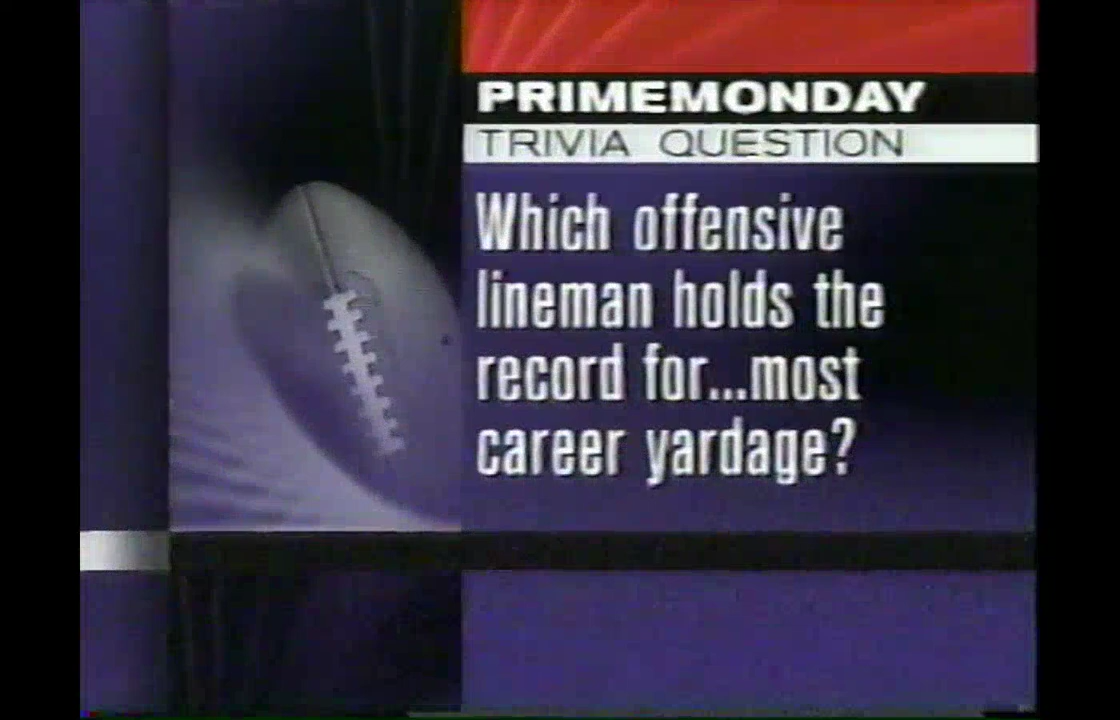 PRIMEMONDAY
TRIVIA QUESTION
Which offensive
lineman holds the
record for...most
career yardage?